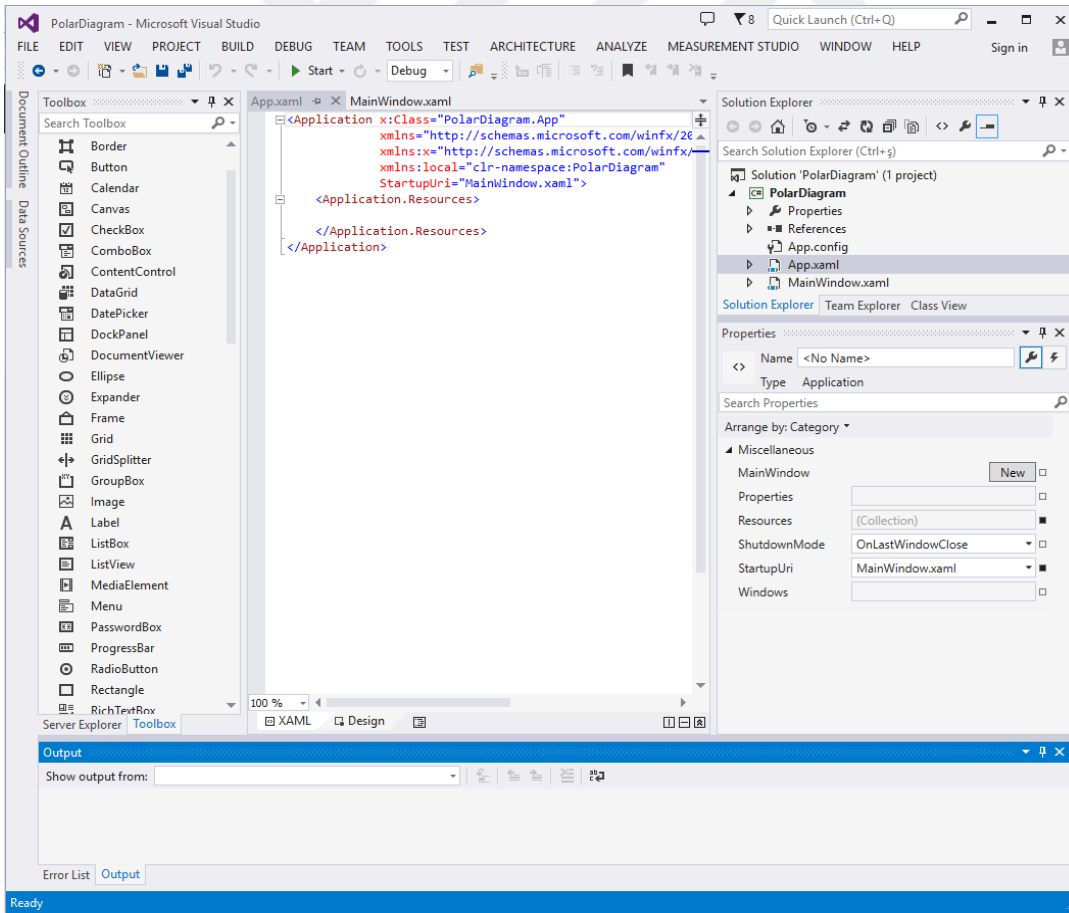 PolarDiagram - Microsoft Visual Studio
8
Quick Launch (Ctrl+Q)
FILE EDIT VIEW PROJECT BUILD DEBUG TEAM TOOLS TEST ARCHITECTURE ANALYZE MEASUREMENT STUDIO WINDOW HELP
Sign in
Start
Debug
Document Outline
Data Sources
Toolbox
Search Toolbox
Border
Button
Calendar
Canvas
CheckBox
ComboBox
ContentControl
DataGrid
DatePicker
DockPanel
DocumentViewer
Ellipse
Expander
Frame
Grid
GridSplitter
GroupBox
Image
Label
ListBox
ListView
MediaElement
Menu
PasswordBox
ProgressBar
RadioButton
Rectangle
RichTextBox
Server Explorer Toolbox
App.xaml MainWindow.xaml
<Application x:Class="PolarDiagram.App"
xmlns="http://schemas.microsoft.com/winfx/20
xmlns:x="http://schemas.microsoft.com/winfx/
xmlns:local="clr-namespace:PolarDiagram"
StartupUri="MainWindow.xaml">
<Application.Resources>
</Application.Resources>
</Application>
100 %
XAML Design
Solution Explorer
Search Solution Explorer (Ctrl+ş)
Solution 'PolarDiagram' (1 project)
C# PolarDiagram
Properties
References
App.config
App.xaml
MainWindow.xaml
Solution Explorer Team Explorer Class View
Properties
Name <No Name>
Type Application
Search Properties
Arrange by: Category
Miscellaneous
MainWindow New
Properties
Resources (Collection)
ShutdownMode OnLastWindowClose
StartupUri MainWindow.xaml
Windows
Output
Show output from:
Error List Output
Ready